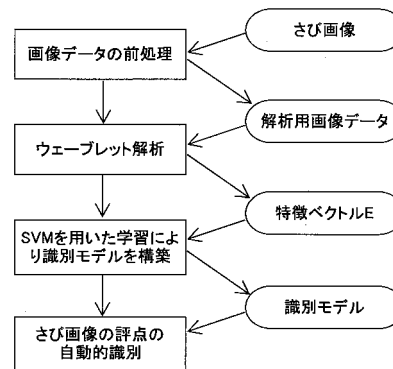 さび画像
画像データの前処理
解析用画像データ
ウェーブレット解析
特徴ベクトルE
SVMを用いた学習によ
り識別モデルを構築
識別モデル
さび画像の評点の
自動的識別